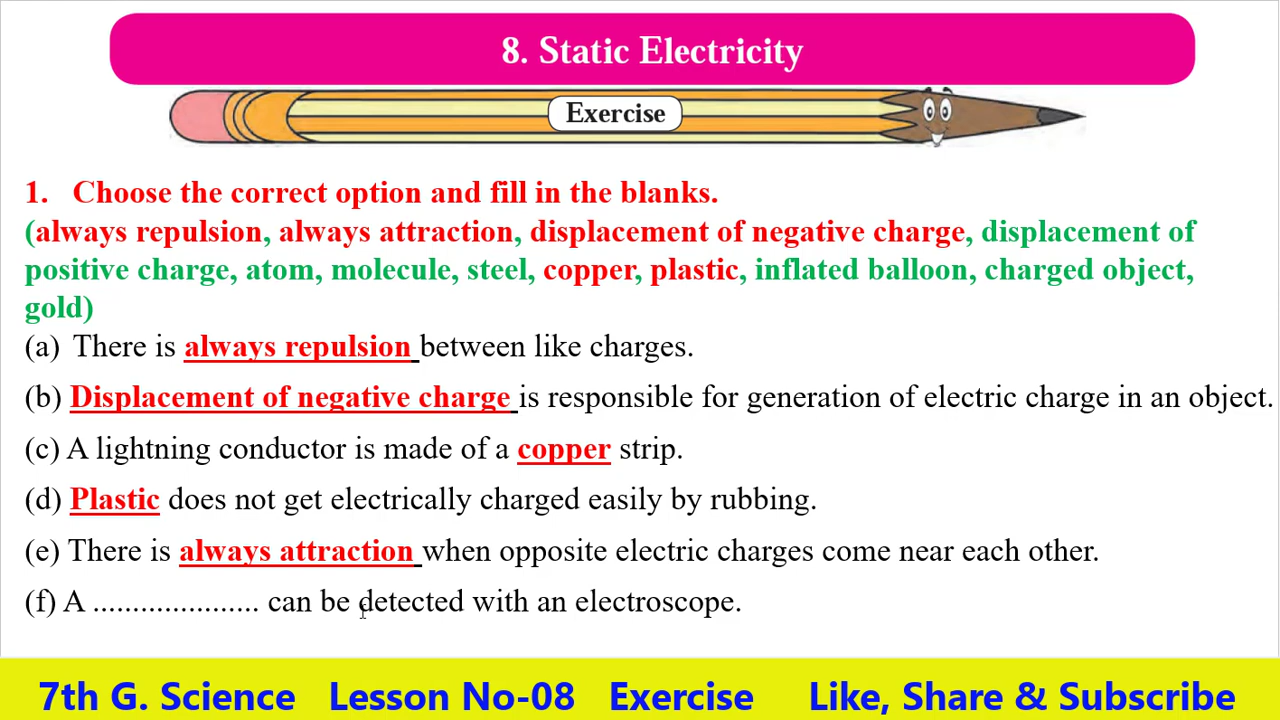 8. Static Electricity
Exercise
1. Choose the correct option and fill in the blanks.
(always repulsion, always attraction, displacement of negative charge, displacement of
positive charge, atom, molecule, steel, copper, plastic, inflated balloon, charged object,
gold)
(a) There is always repulsion between like charges.
(b) Displacement of negative charge is responsible for generation of electric charge in an object.
(c) A lightning conductor is made of a copper strip.
(d) Plastic does not get electrically charged easily by rubbing.
(e) There is always attraction when opposite electric charges come near each other.
(f) A ..................... can be detected with an electroscope.
7th G. Science Lesson No-08 Exercise Like, Share & Subscribe